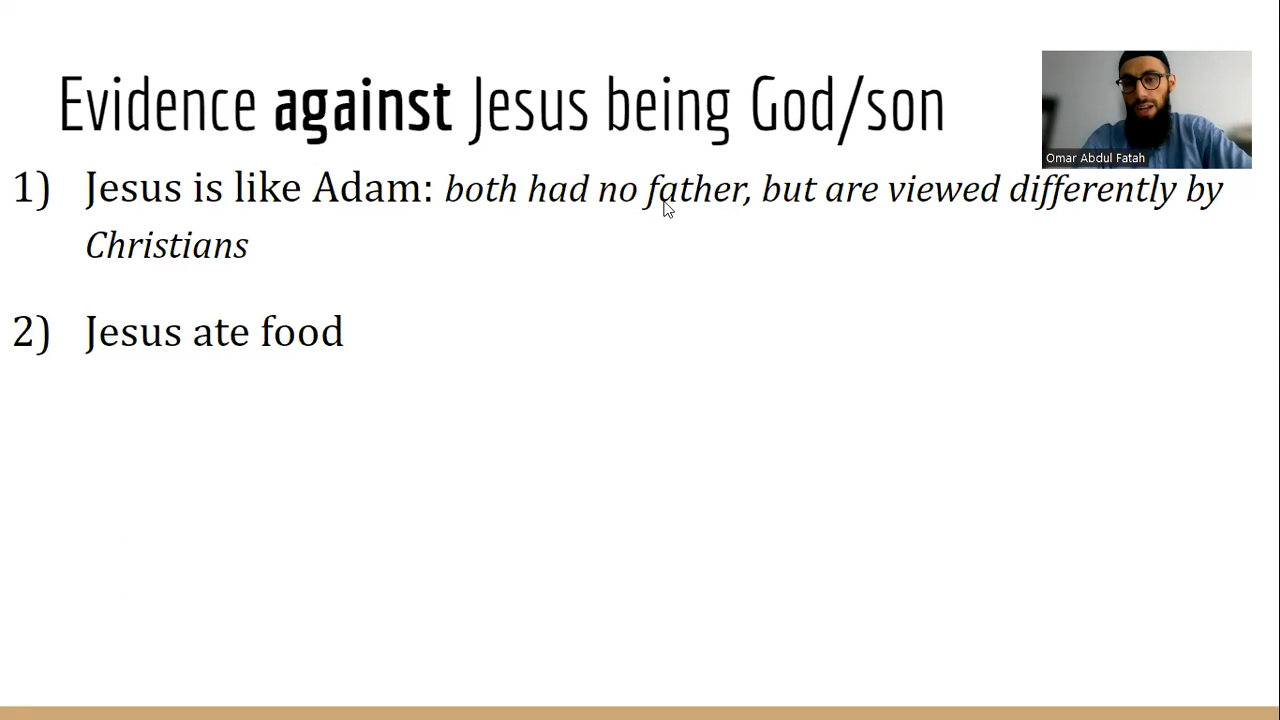 Evidence against Jesus being God/son
Omar Abdul Fatah
1) Jesus is like Adam: both had no father, but are viewed differently by
Christians
2) Jesus ate food